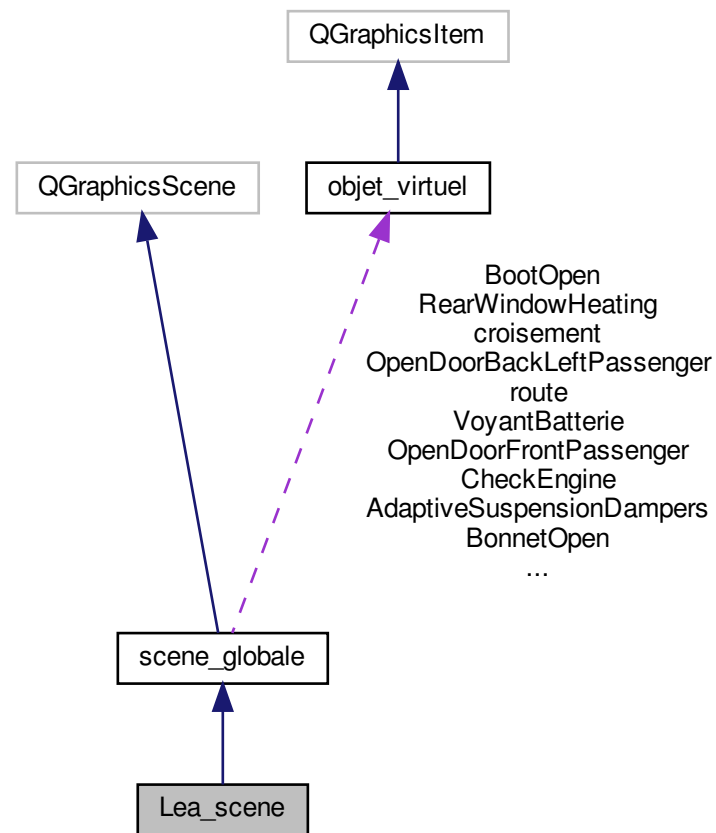 QGraphicsItem
QGraphicsScene
objet_virtuel
BootOpen
RearWindowHeating
croisement
OpenDoorBackLeftPassenger
route
VoyantBatterie
OpenDoorFrontPassenger
CheckEngine
AdaptiveSuspensionDampers
BonnetOpen
...
scene_globale
Lea_scene